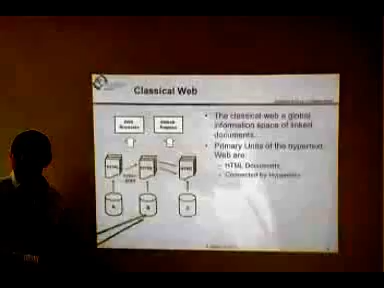 Classical Web
Web
Browsers
Search
Engines
• The classical web a global
information space of linked
documents.
• Primary Units of the hypertext
Web are:
– HTML Documents
– Connected by Hyperlinks
HTML
HTML
HTML
A
B
C